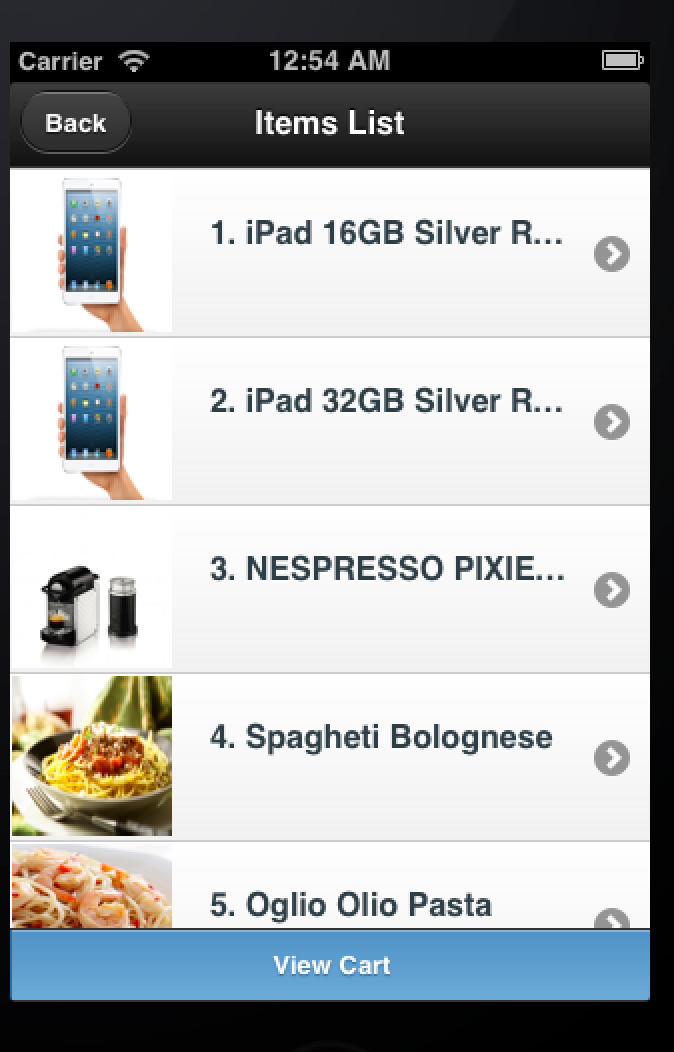 Carrier 12:54 AM
Back Items List
1. iPad 16GB Silver R...
2. iPad 32GB Silver R...
3. NESPRESSO PIXIE...
4. Spagheti Bolognese
5. Oglio Olio Pasta
View Cart